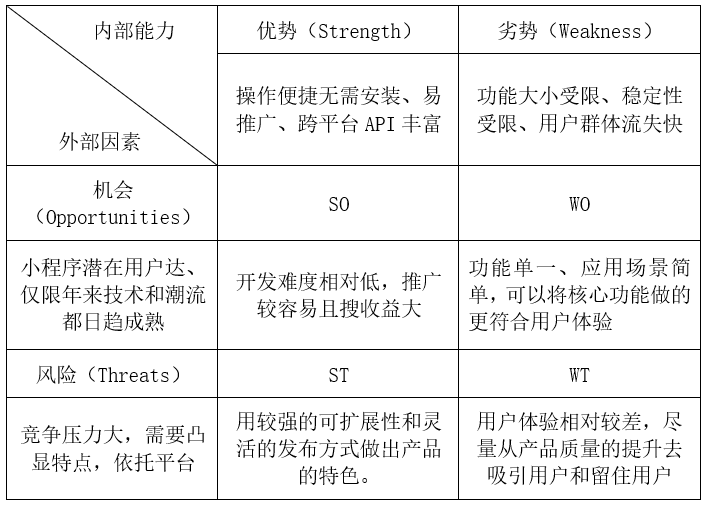 内部能力
外部因素
优势（Strength）
劣势（Weakness）
操作便捷无需安装、易
推广、跨平台 API 丰富
功能大小受限、稳定性
受限、用户群体流失快
机会
（Opportunities）
SO
WO
小程序潜在用户达、
仅限年来技术和潮流
都日趋成熟
开发难度相对低，推广
较容易且搜收益大
功能单一、应用场景简
单，可以将核心功能做的
更符合用户体验
风险（Threats）
ST
WT
竞争压力大，需要凸
显特点，依托平台
用较强的可扩展性和灵
活的发布方式做出产品
的特色。
用户体验相对较差，尽
量从产品质量的提升去
吸引用户和留住用户